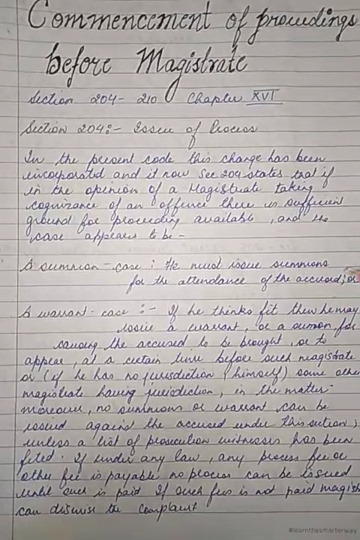 Commencement of proceedings
before Magistrate
Section 204- 210 Chapter XVI
Section 204:- Issue of Process
In the present code this change has been
incorporated and it now Sec 204 states that if
in the opinion of a Magistrate taking
cognizance of an offence there is sufficient
ground for proceeding available, and the
case appears to be -
A summon-case : He must issue summons
for the attendance of the accused; or
A warrant-case :- If he thinks fit then he may
issue a warrant, or a summon for
causing the accused to be brought, or to
appear, at a certain time before such magistrate
or (if he has no jurisdiction himself) some other
magistrate having jurisdiction, in the matter
moreover, no summons or warrant can be
issued against the accused under this section,
unless a list of prosecution witnesses has been
filed. If under any law, any process fee or
other fee is payable no process can be issued
until such is paid If such fees is not paid magist
can dismiss the complaint
#learnthesmarterway